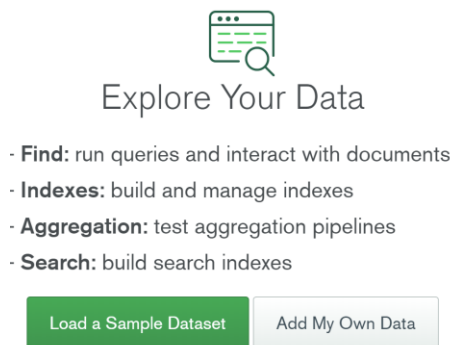 Explore Your Data
- Find: run queries and interact with documents
- Indexes: build and manage indexes
- Aggregation: test aggregation pipelines
- Search: build search indexes
Load a Sample Dataset
Add My Own Data